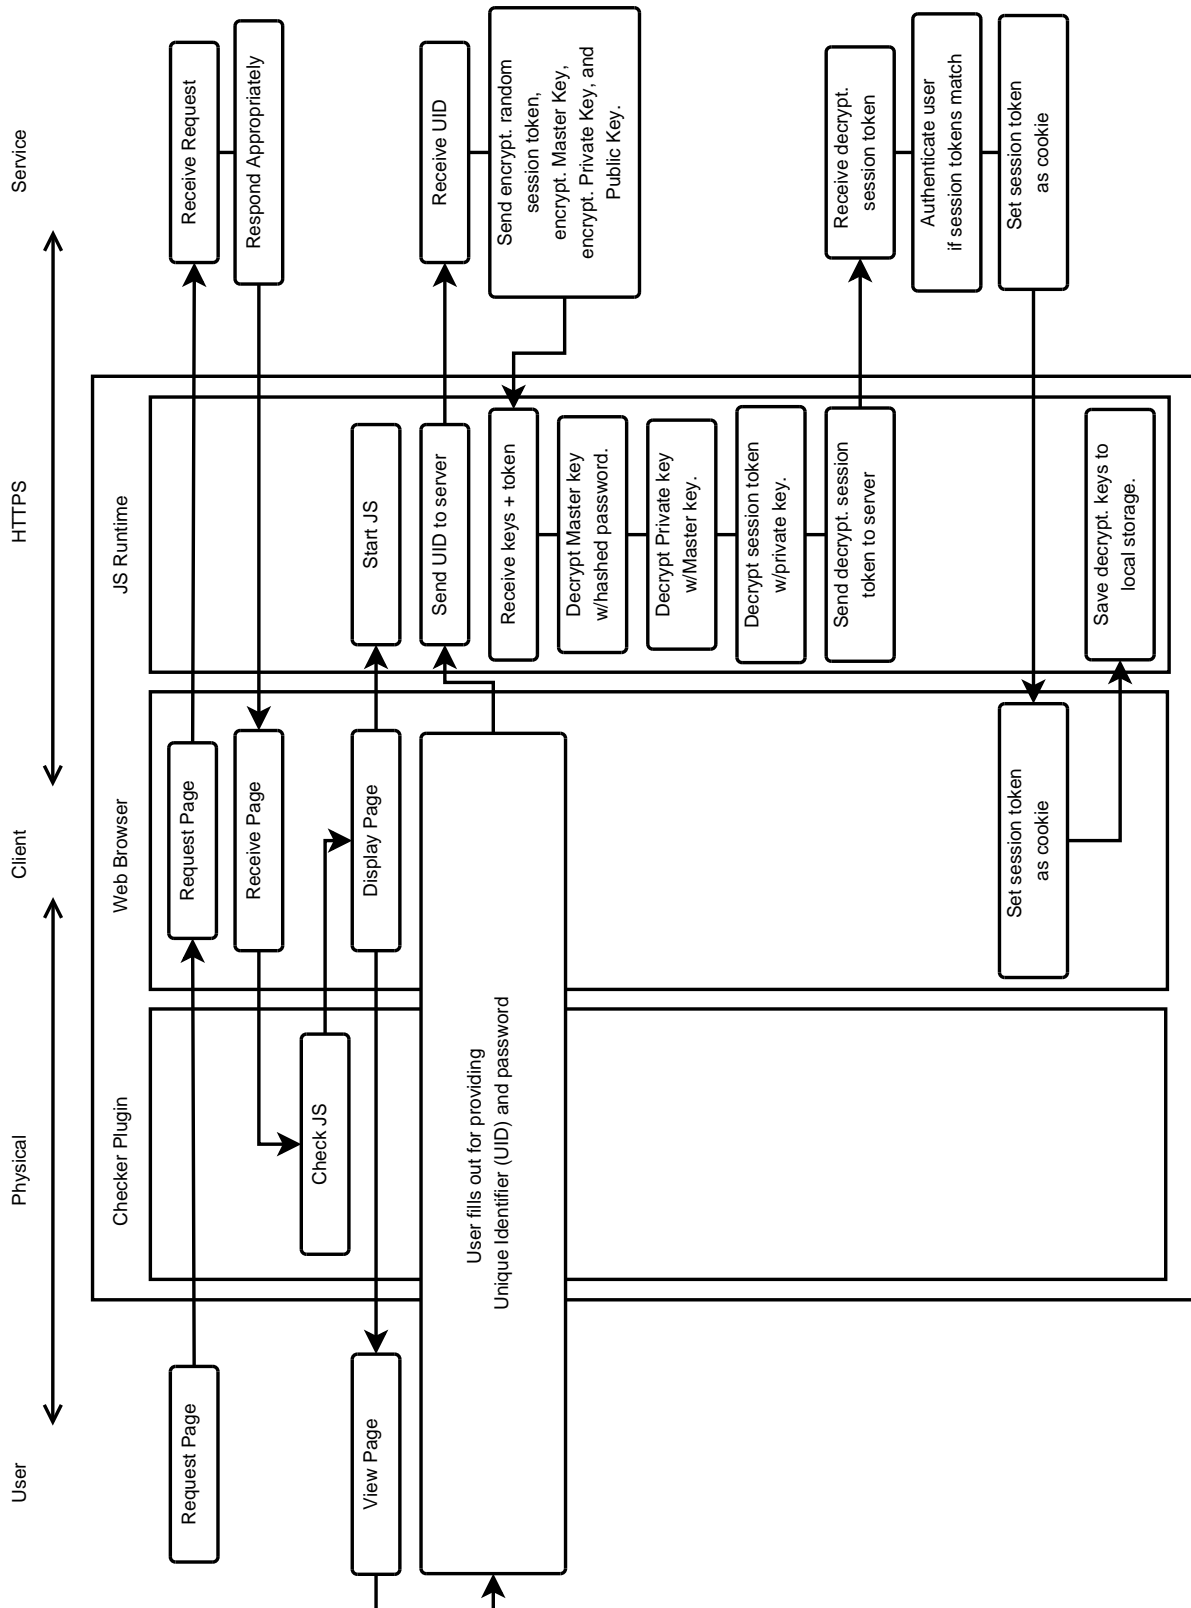 User
Physical
Client
HTTPS
Service
Checker Plugin
Web Browser
JS Runtime
Request Page
Request Page
Receive Request
Receive Page
Respond Appropriately
Check JS
View Page
Display Page
Start JS
User fills out for providing
Unique Identifier (UID) and password
Send UID to server
Receive UID
Receive keys + token
Send encrypt. random
session token,
encrypt. Master Key,
encrypt. Private Key, and
Public Key.
Decrypt Master key
w/hashed password.
Decrypt Private key
w/Master key.
Decrypt session token
w/private key.
Send decrypt. session
token to server
Receive decrypt.
session token
Authenticate user
if session tokens match
Set session token
as cookie
Set session token
as cookie
Save decrypt. keys to
local storage.